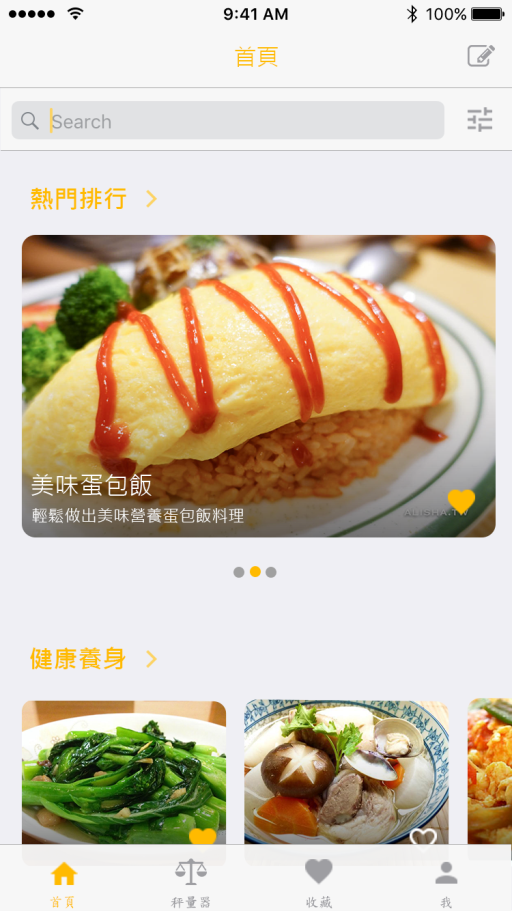 9:41 AM
100%
首頁
Search
熱門排行
美味蛋包飯
輕鬆做出美味營養蛋包飯料理
ALISHA.TW
健康養身
首頁
秤量器
收藏
我